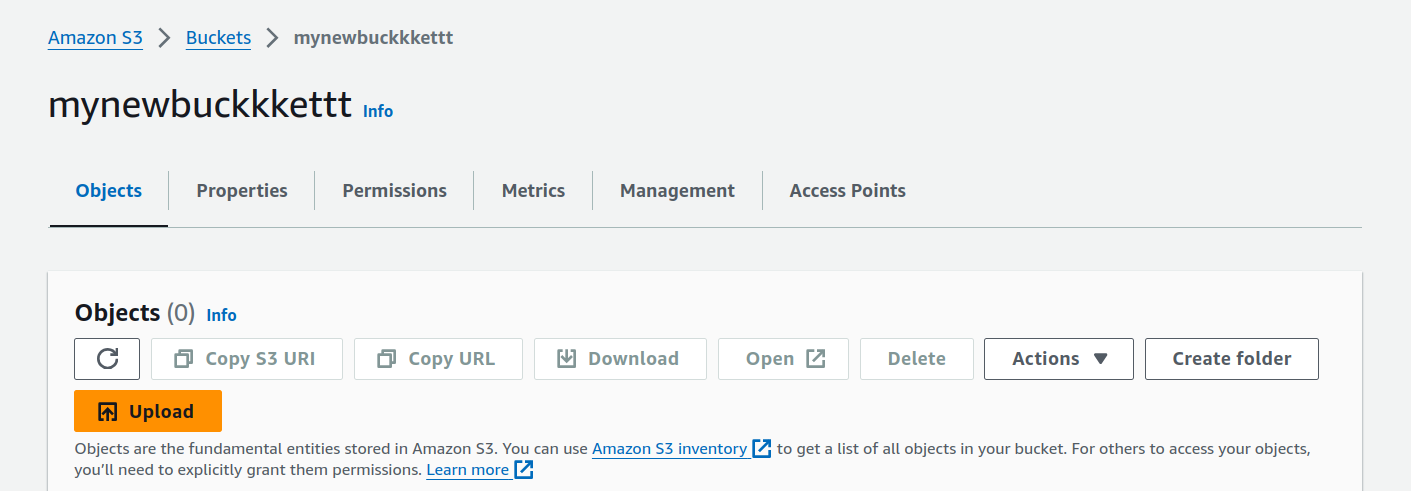 Amazon S3 > Buckets > mynewbuckkkettt
mynewbuckkkettt Info
Objects Properties Permissions Metrics Management Access Points
Objects (0) Info
Copy S3 URI Copy URL Download Open Delete Actions Create folder
Upload
Objects are the fundamental entities stored in Amazon S3. You can use Amazon S3 inventory to get a list of all objects in your bucket. For others to access your objects,
you’ll need to explicitly grant them permissions. Learn more